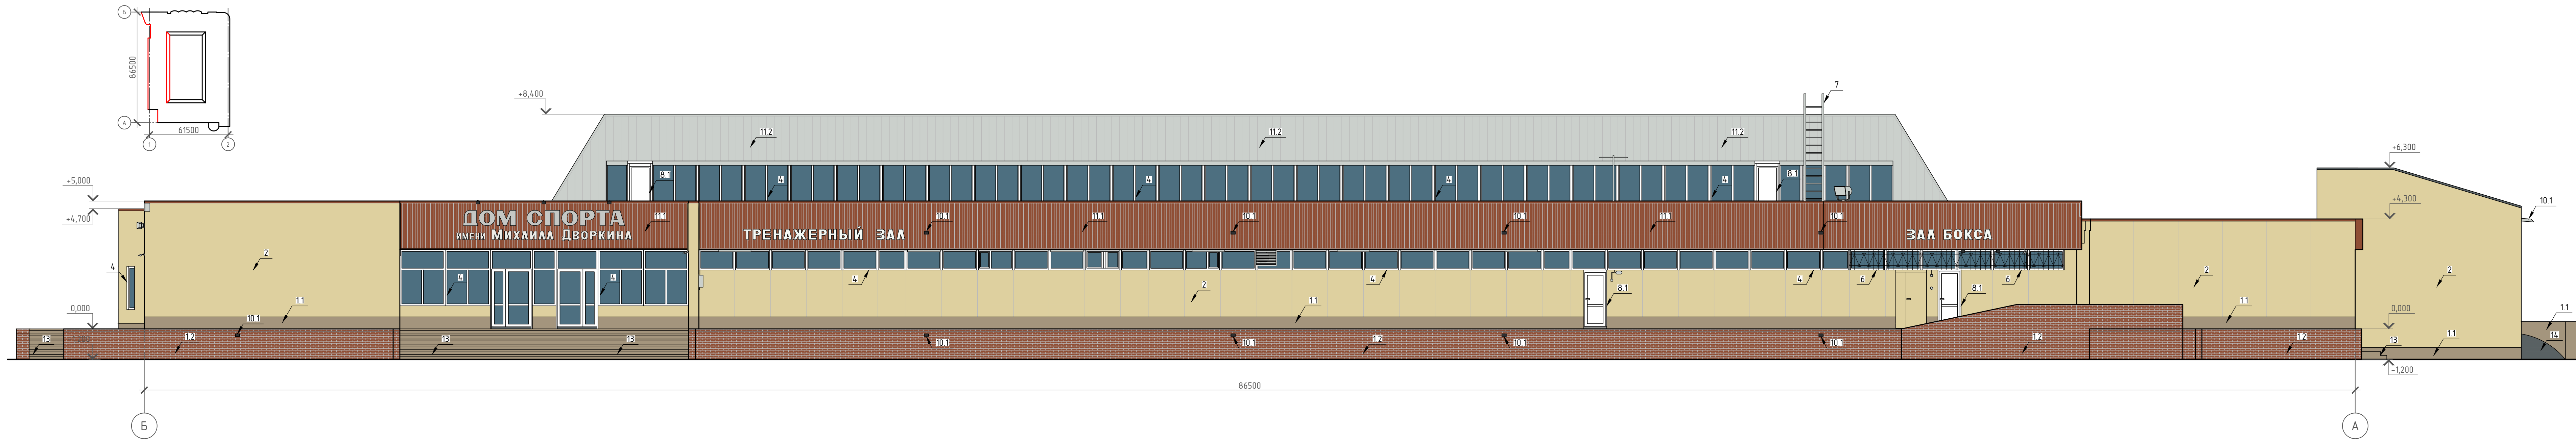 Б
86500
А
61500
1 2
7
+8,400
11.2 11.2 11.2
+6,300
+5,000
8.1 4 4 4 4 8.1
+4,700
+4,300
10.1
ДОМ СПОРТА 11.1 10.1 11.1 10.1 10.1 11.1 10.1
ИМЕНИ МИХАИЛА ДВОРКИНА
ТРЕНАЖЕРНЫЙ ЗАЛ
ЗАЛ БОКСА
2
4
4 4 4 4 4 6 6
2 8.1 8.1 2 2
0,000 1.1 1.1 1.1 0,000 1.1
10.1
13 -1,200 1.2 13 13 10.1 10.1 1.2 10.1 10.1 1.2 1.2 13 1.1 14
-1,200
86500
Б А